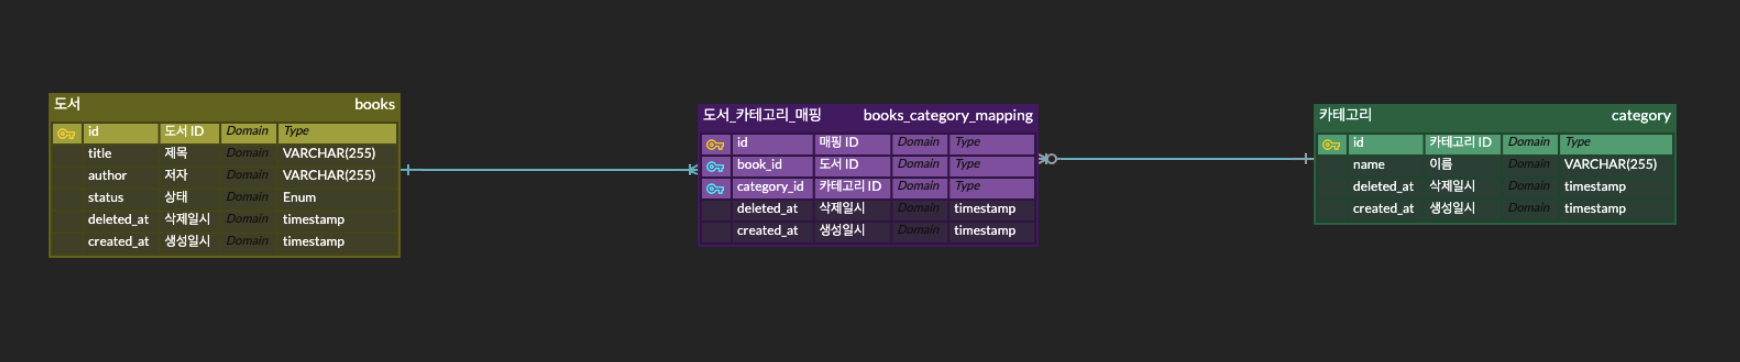 도서 books
id 도서 ID Domain Type
title 제목 Domain VARCHAR(255)
author 저자 Domain VARCHAR(255)
status 상태 Domain Enum
deleted_at 삭제일시 Domain timestamp
created_at 생성일시 Domain timestamp
도서_카테고리_매핑 books_category_mapping
id 매핑 ID Domain Type
book_id 도서 ID Domain Type
category_id 카테고리 ID Domain Type
deleted_at 삭제일시 Domain timestamp
created_at 생성일시 Domain timestamp
카테고리 category
id 카테고리 ID Domain Type
name 이름 Domain VARCHAR(255)
deleted_at 삭제일시 Domain timestamp
created_at 생성일시 Domain timestamp